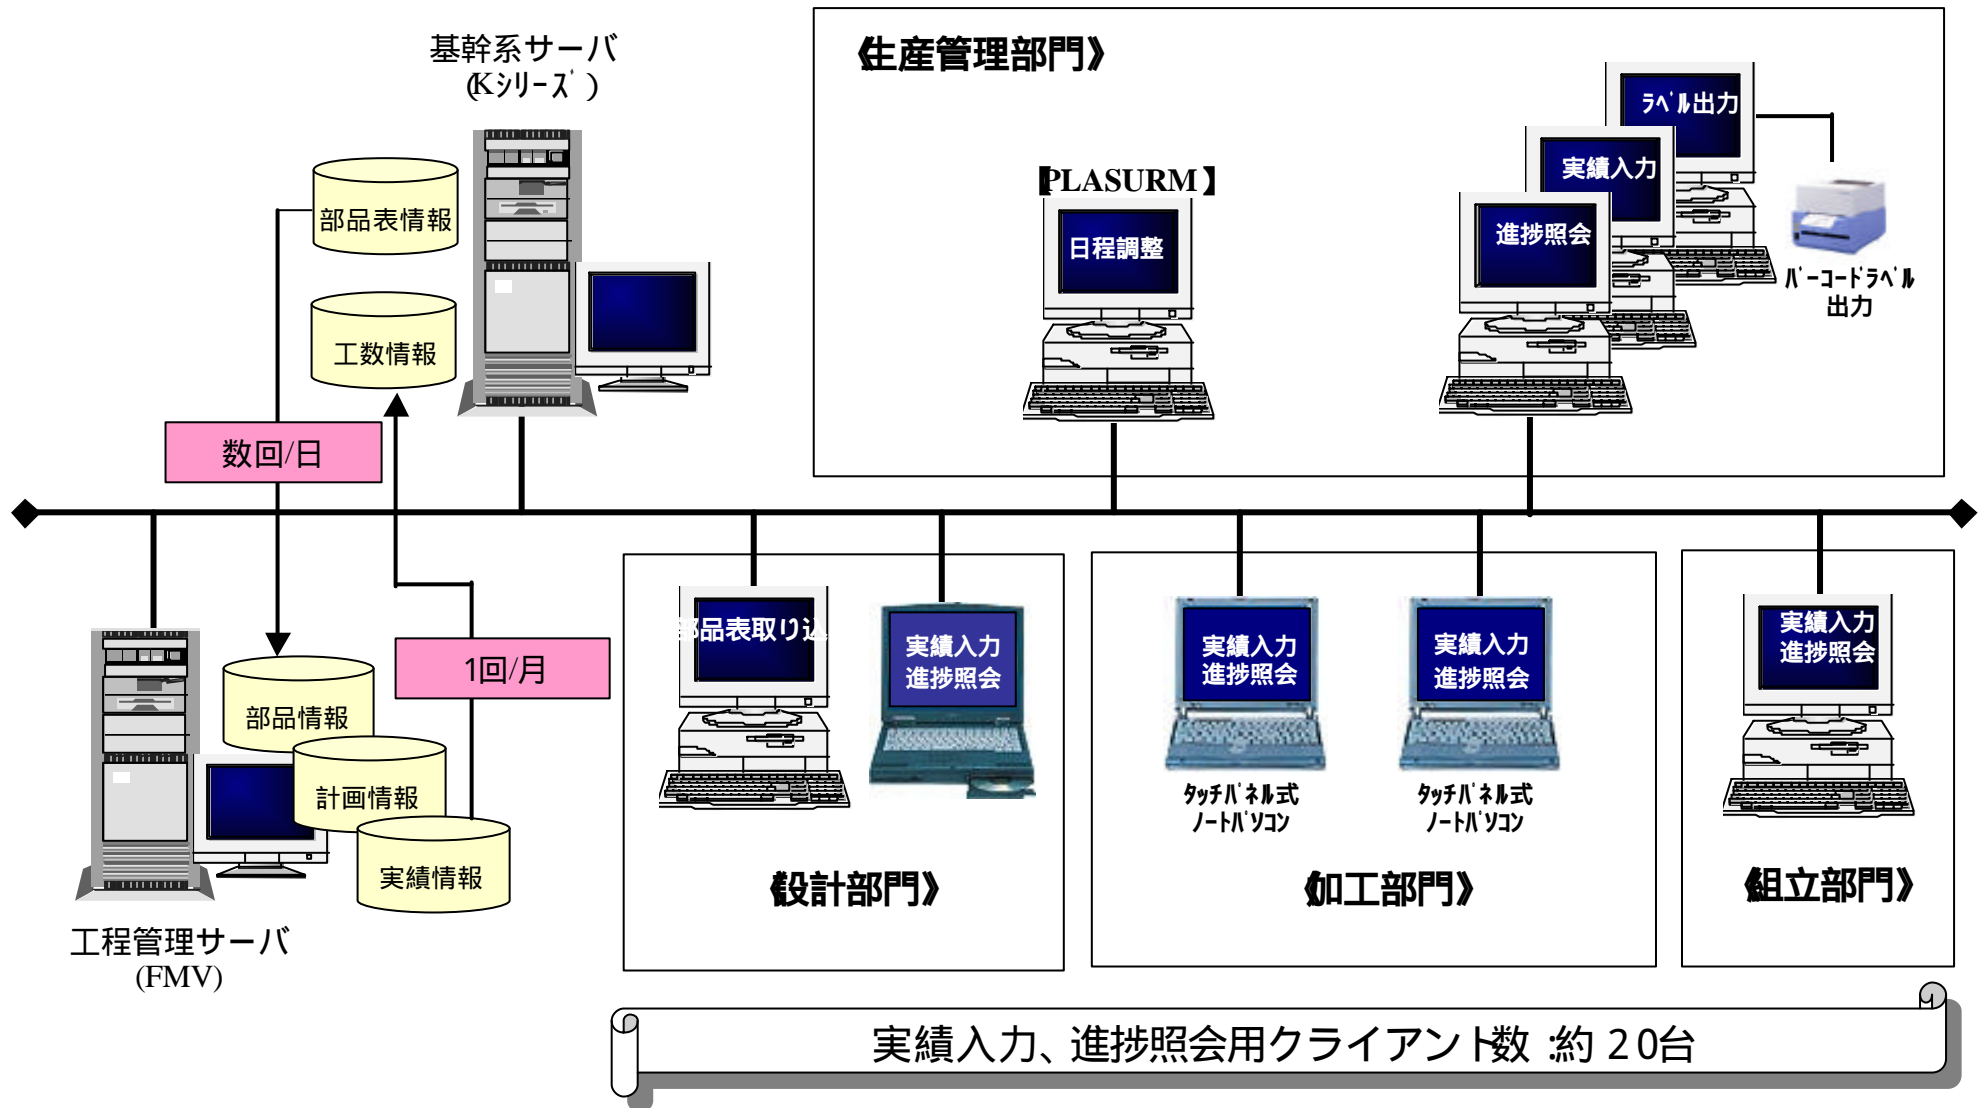 基幹系サーバ
(Kシリーズ)
部品表情報
工数情報
数回/日
《生産管理部門》
【PLASURM】
日程調整
ラベル出力
実績入力
進捗照会
バーコードラベル
出力
1回/月
部品情報
計画情報
実績情報
工程管理サーバ
(FMV)
部品表取り込
実績入力
進捗照会
《設計部門》
実績入力
進捗照会
タッチパネル式
ノートパソコン
実績入力
進捗照会
タッチパネル式
ノートパソコン
《加工部門》
実績入力
進捗照会
《組立部門》
実績入力、進捗照会用クライアント数:約20台